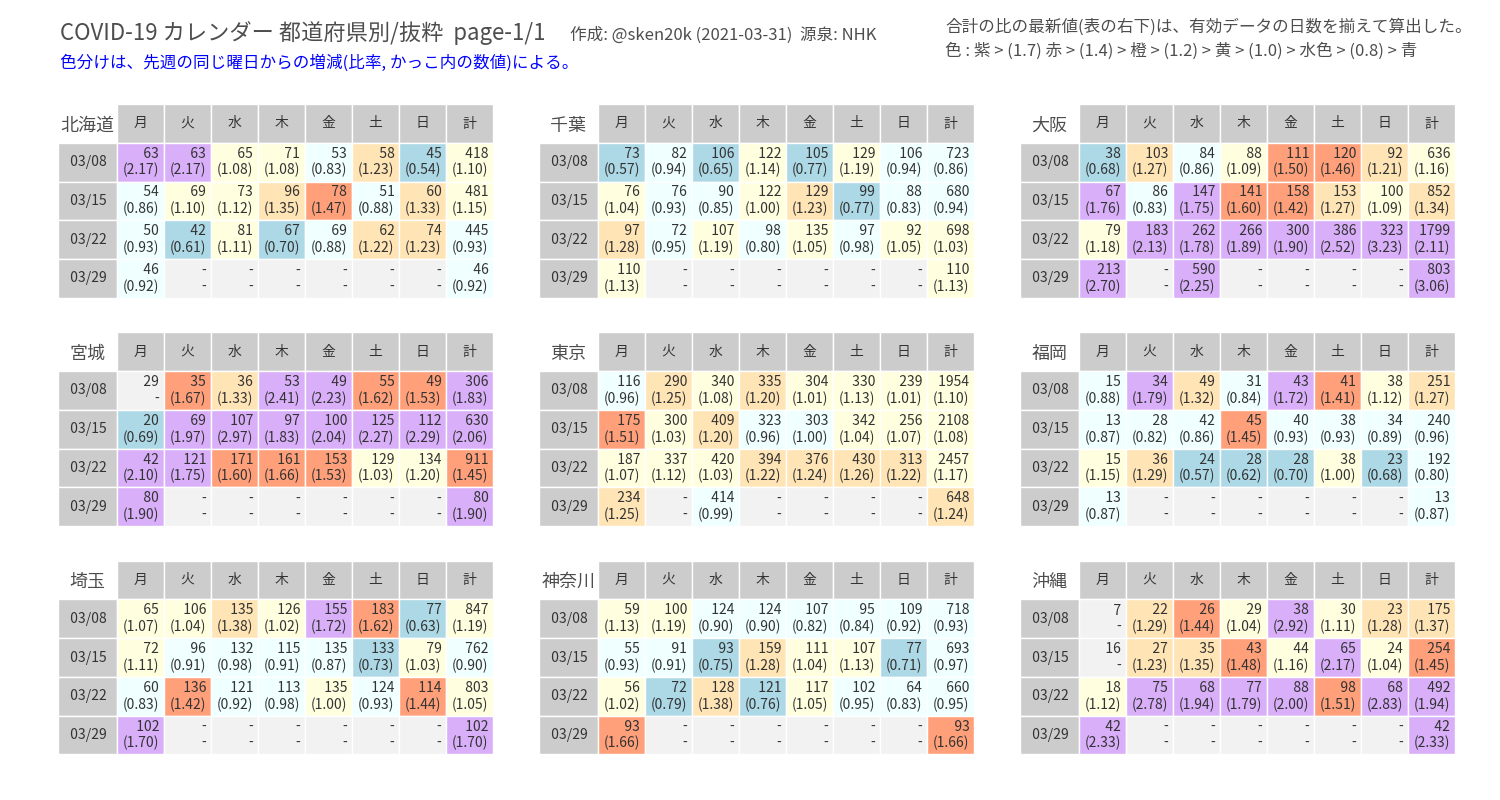 COVID-19 カレンダー 都道府県別/抜粋 page-1/1 作成: @sken20k (2021-03-31) 源泉: NHK
合計の比の最新値(表の右下)は、有効データの日数を揃えて算出した。
色分けは、先週の同じ曜日からの増減(比率, かっこ内の数値)による。
色 : 紫 > (1.7) 赤 > (1.4) 橙 > (1.2) 黄 > (1.0) > 水色 > (0.8) > 青
北海道 月 火 水 木 金 土 日 計
03/08 63 63 65 71 53 58 45 418
(2.17) (2.17) (1.08) (1.08) (0.83) (1.23) (0.54) (1.10)
03/15 54 69 73 96 78 51 60 481
(0.86) (1.10) (1.12) (1.35) (1.47) (0.88) (1.33) (1.15)
03/22 50 42 81 67 69 62 74 445
(0.93) (0.61) (1.11) (0.70) (0.88) (1.22) (1.23) (0.93)
03/29 46 - - - - - - 46
(0.92) - - - - - - (0.92)
千葉 月 火 水 木 金 土 日 計
03/08 73 82 106 122 105 129 106 723
(0.57) (0.94) (0.65) (1.14) (0.77) (1.19) (0.94) (0.86)
03/15 76 76 90 122 129 99 88 680
(1.04) (0.93) (0.85) (1.00) (1.23) (0.77) (0.83) (0.94)
03/22 97 72 107 98 135 97 92 698
(1.28) (0.95) (1.19) (0.80) (1.05) (0.98) (1.05) (1.03)
03/29 110 - - - - - - 110
(1.13) - - - - - - (1.13)
大阪 月 火 水 木 金 土 日 計
03/08 38 103 84 88 111 120 92 636
(0.68) (1.27) (0.86) (1.09) (1.50) (1.46) (1.21) (1.16)
03/15 67 86 147 141 158 153 100 852
(1.76) (0.83) (1.75) (1.60) (1.42) (1.27) (1.09) (1.34)
03/22 79 183 262 266 300 386 323 1799
(1.18) (2.13) (1.78) (1.89) (1.90) (2.52) (3.23) (2.11)
03/29 213 - 590 - - - - 803
(2.70) - (2.25) - - - - (3.06)
宮城 月 火 水 木 金 土 日 計
03/08 29 35 36 53 49 55 49 306
- (1.67) (1.33) (2.41) (2.23) (1.62) (1.53) (1.83)
03/15 20 69 107 97 100 125 112 630
(0.69) (1.97) (2.97) (1.83) (2.04) (2.27) (2.29) (2.06)
03/22 42 121 171 161 153 129 134 911
(2.10) (1.75) (1.60) (1.66) (1.53) (1.03) (1.20) (1.45)
03/29 80 - - - - - - 80
(1.90) - - - - - - (1.90)
東京 月 火 水 木 金 土 日 計
03/08 116 290 340 335 304 330 239 1954
(0.96) (1.25) (1.08) (1.20) (1.01) (1.13) (1.01) (1.10)
03/15 175 300 409 323 303 342 256 2108
(1.51) (1.03) (1.20) (0.96) (1.00) (1.04) (1.07) (1.08)
03/22 187 337 420 394 376 430 313 2457
(1.07) (1.12) (1.03) (1.22) (1.24) (1.26) (1.22) (1.17)
03/29 234 - 414 - - - - 648
(1.25) - (0.99) - - - - (1.24)
福岡 月 火 水 木 金 土 日 計
03/08 15 34 49 31 43 41 38 251
(0.88) (1.79) (1.32) (0.84) (1.72) (1.41) (1.12) (1.27)
03/15 13 28 42 45 40 38 34 240
(0.87) (0.82) (0.86) (1.45) (0.93) (0.93) (0.89) (0.96)
03/22 15 36 24 28 28 38 23 192
(1.15) (1.29) (0.57) (0.62) (0.70) (1.00) (0.68) (0.80)
03/29 13 - - - - - - 13
(0.87) - - - - - - (0.87)
埼玉 月 火 水 木 金 土 日 計
03/08 65 106 135 126 155 183 77 847
(1.07) (1.04) (1.38) (1.02) (1.72) (1.62) (0.63) (1.19)
03/15 72 96 132 115 135 133 79 762
(1.11) (0.91) (0.98) (0.91) (0.87) (0.73) (1.03) (0.90)
03/22 60 136 121 113 135 124 114 803
(0.83) (1.42) (0.92) (0.98) (1.00) (0.93) (1.44) (1.05)
03/29 102 - - - - - - 102
(1.70) - - - - - - (1.70)
神奈川 月 火 水 木 金 土 日 計
03/08 59 100 124 124 107 95 109 718
(1.13) (1.19) (0.90) (0.90) (0.82) (0.84) (0.92) (0.93)
03/15 55 91 93 159 111 107 77 693
(0.93) (0.91) (0.75) (1.28) (1.04) (1.13) (0.71) (0.97)
03/22 56 72 128 121 117 102 64 660
(1.02) (0.79) (1.38) (0.76) (1.05) (0.95) (0.83) (0.95)
03/29 93 - - - - - - 93
(1.66) - - - - - - (1.66)
沖縄 月 火 水 木 金 土 日 計
03/08 7 22 26 29 38 30 23 175
- (1.29) (1.44) (1.04) (2.92) (1.11) (1.28) (1.37)
03/15 16 27 35 43 44 65 24 254
- (1.23) (1.35) (1.48) (1.16) (2.17) (1.04) (1.45)
03/22 18 75 68 77 88 98 68 492
(1.12) (2.78) (1.94) (1.79) (2.00) (1.51) (2.83) (1.94)
03/29 42 - - - - - - 42
(2.33) - - - - - - (2.33)